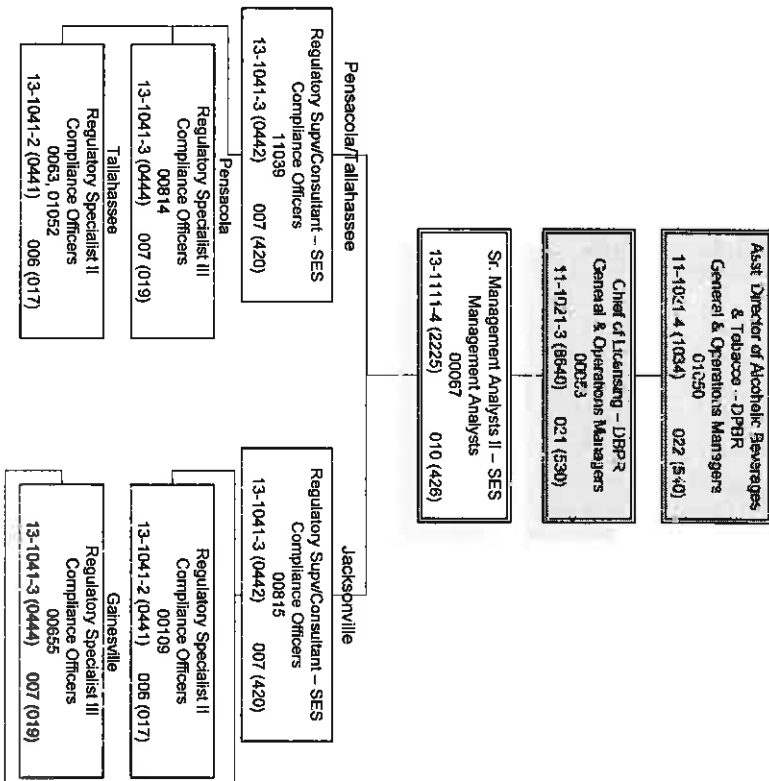 Asst. Director of Alcoholic Beverages
& Tobacco – DPBR
General & Operations Managers
01050
11-1021-4 (1034) 022 (540)
Chief of Licensing – DBPR
General & Operations Managers
00053
11-1021-3 (8640) 021 (530)
Sr. Management Analysts II – SES
Management Analysts
00067
13-1111-4 (2225) 010 (426)
Pensacola/Tallahassee
Regulatory Supv/Consultant – SES
Compliance Officers
11039
13-1041-3 (0442) 007 (420)
Pensacola
Regulatory Specialist III
Compliance Officers
00814
13-1041-3 (0444) 007 (019)
Tallahassee
Regulatory Specialist II
Compliance Officers
0063, 01052
13-1041-2 (0441) 006 (017)
Jacksonville
Regulatory Supv/Consultant – SES
Compliance Officers
00815
13-1041-3 (0442) 007 (420)
Regulatory Specialist II
Compliance Officers
00109
13-1041-2 (0441) 006 (017)
Gainesville
Regulatory Specialist III
Compliance Officers
00655
13-1041-3 (0444) 007 (019)